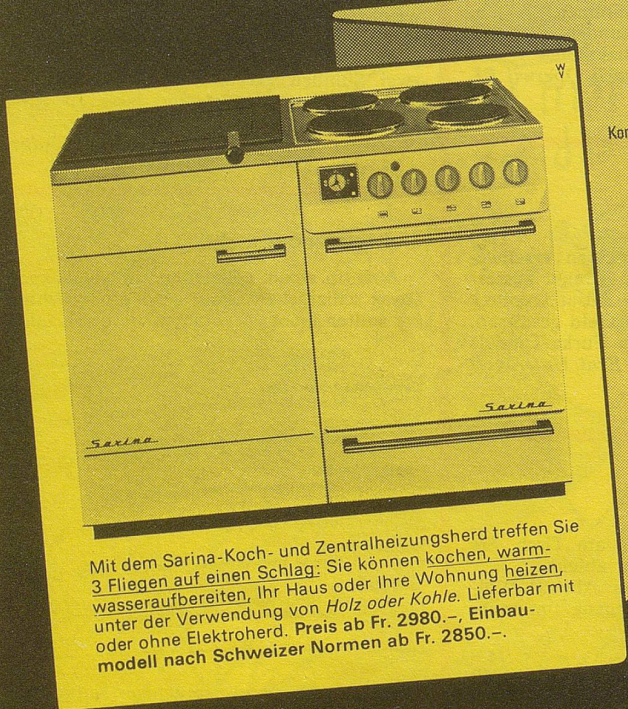 W
V
Kor
Sarina
Sarina
Mit dem Sarina-Koch- und Zentralheizungsherd treffen Sie
3 Fliegen auf einen Schlag: Sie können kochen, warm-
wasseraufbereiten, Ihr Haus oder Ihre Wohnung heizen,
unter der Verwendung von Holz oder Kohle. Lieferbar mit
oder ohne Elektroherd. Preis ab Fr. 2980.–, Einbau-
modell nach Schweizer Normen ab Fr. 2850.–.